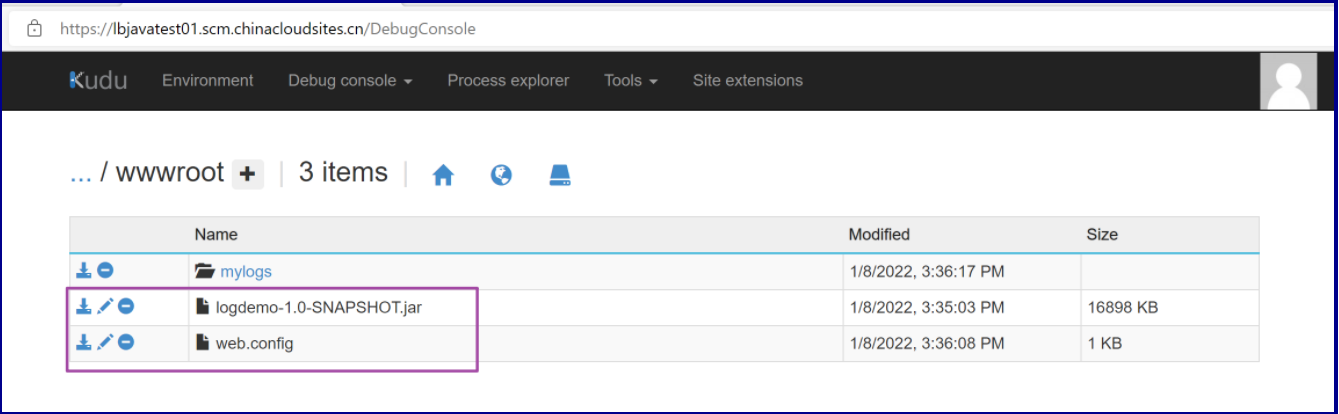 https://lbjavatest01.scm.chinacloudsites.cn/DebugConsole
Kudu Environment Debug console Process explorer Tools Site extensions
... / wwwroot + | 3 items |
Name Modified Size
mylogs 1/8/2022, 3:36:17 PM
logdemo-1.0-SNAPSHOT.jar 1/8/2022, 3:35:03 PM 16898 KB
web.config 1/8/2022, 3:36:08 PM 1 KB